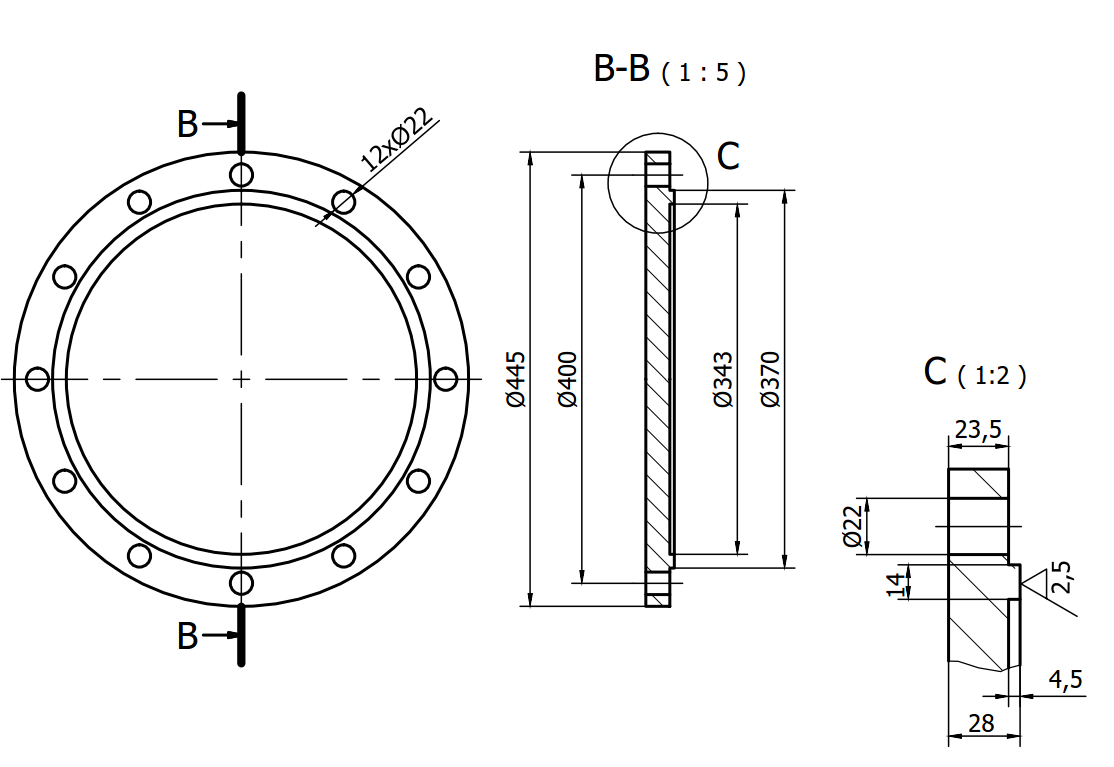 B-B ( 1 : 5 )
B
12xØ22
C
Ø445
Ø400
Ø343
Ø370
C ( 1:2 )
23,5
Ø22
14
2,5
B
4,5
28